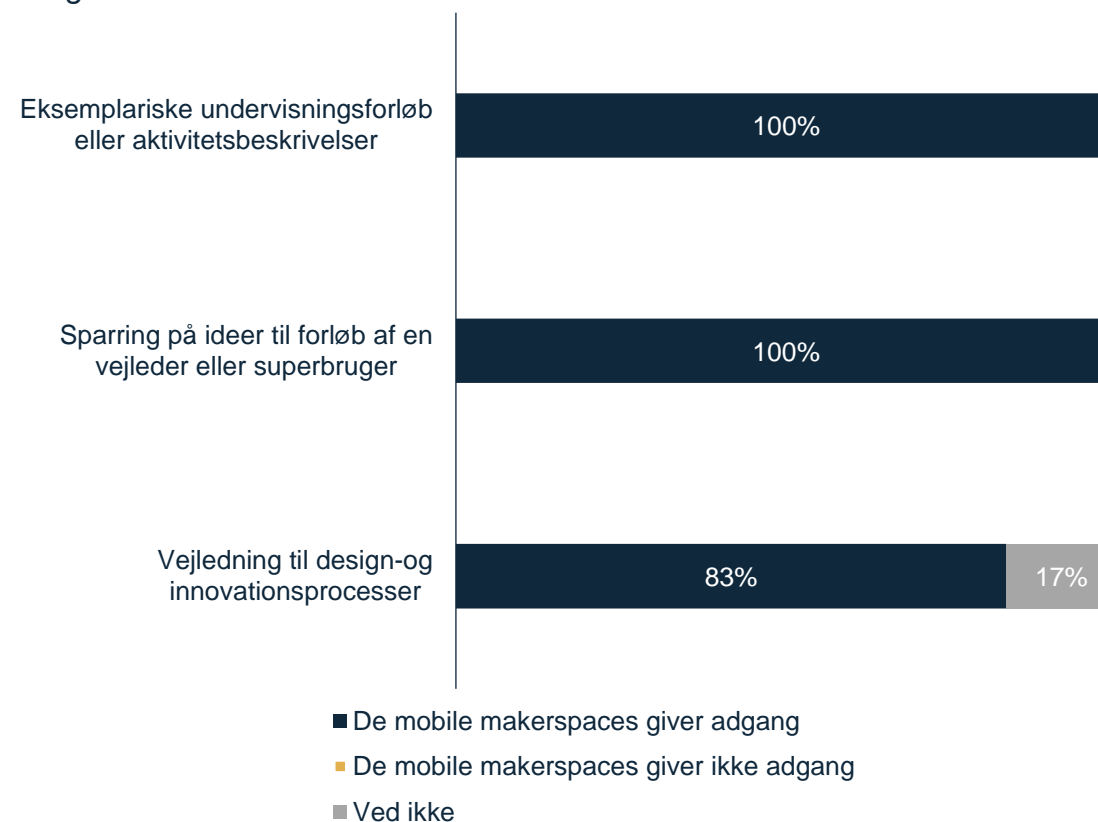 Eksemplariske undervisningsforløb
eller aktivitetsbeskrivelser
100%
Sparring på ideer til forløb af en
vejleder eller superbruger
100%
Vejledning til design-og
innovationsprocesser
83%
17%
De mobile makerspaces giver adgang
De mobile makerspaces giver ikke adgang
Ved ikke